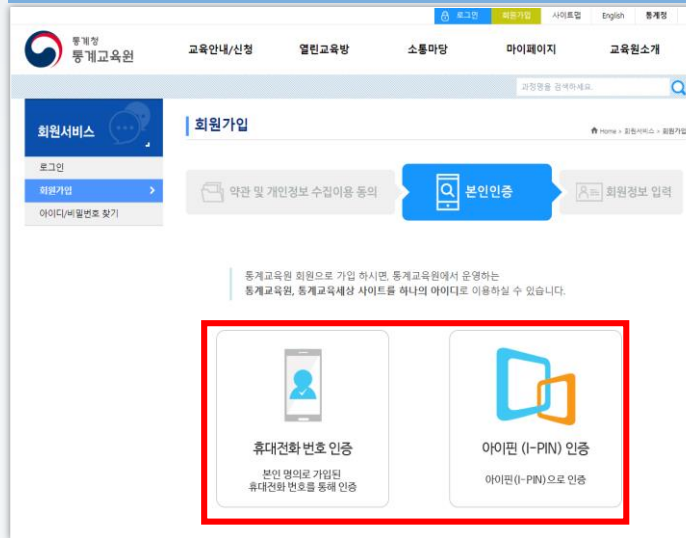 로그인 회원가입 사이트맵 English 통계청
통계청
통계교육원
교육안내/신청 열린교육방 소통마당 마이페이지 교육원소개
과정명을 검색하세요.
회원서비스
로그인
회원가입
아이디/비밀번호 찾기
회원가입
Home > 회원서비스 > 회원가입
약관 및 개인정보 수집이용 동의 본인인증 회원정보 입력
통계교육원 회원으로 가입 하시면, 통계교육원에서 운영하는
통계교육원, 통계교육세상 사이트를 하나의 아이디로 이용하실 수 있습니다.
휴대전화 번호 인증
본인 명의로 가입된
휴대전화 번호를 통해 인증
아이핀 (I-PIN) 인증
아이핀(I-PIN)으로 인증